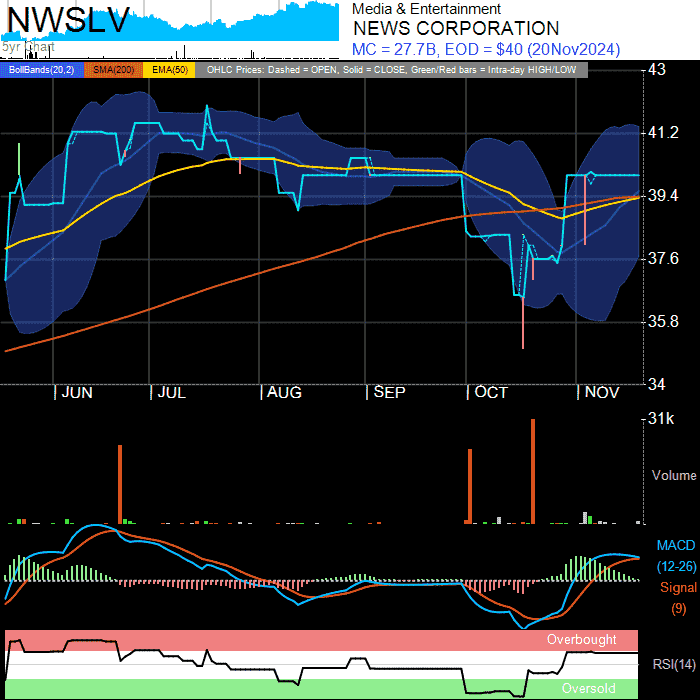 NWSLV
5yr Chart
Media & Entertainment
NEWS CORPORATION
MC = 27.7B, EOD = $40 (20Nov2024)
BollBands(20,2) SMA(200) EMA(50) OHLC Prices: Dashed = OPEN, Solid = CLOSE, Green/Red bars = Intra-day HIGH/LOW
43
41.2
39.4
37.6
35.8
34
JUN JUL AUG SEP OCT NOV
31k
Volume
MACD
(12-26)
Signal
(9)
Overbought
RSI(14)
Oversold